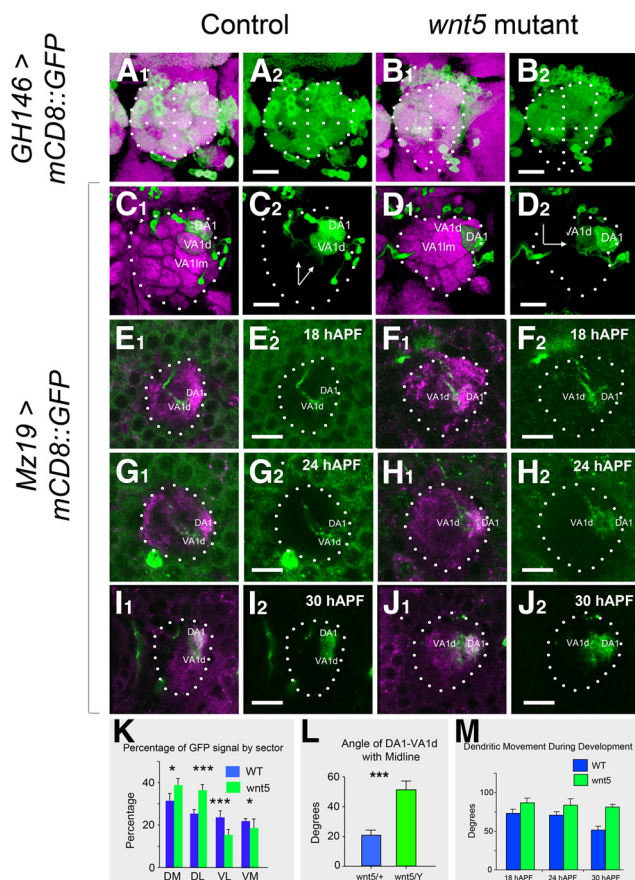 Control
wnt5 mutant
GH146 >
mCD8::GFP
A1
A2
B1
B2
Mz19 >
mCD8::GFP
C1
DA1
VA1d
VA1lm
C2
DA1
VA1d
D1
DA1
VA1d
VA1lm
D2
VA1d
DA1
E1
DA1
VA1d
E2
18 hAPF
DA1
VA1d
F1
DA1
VA1d
F2
18 hAPF
DA1
VA1d
G1
DA1
VA1d
G2
24 hAPF
DA1
VA1d
H1
VA1d
DA1
H2
24 hAPF
VA1d
DA1
I1
DA1
VA1d
I2
30 hAPF
DA1
VA1d
J1
VA1d
DA1
J2
30 hAPF
VA1d
DA1
K
Percentage of GFP signal by sector
Percentage
40
20
0
* *** *** *
WT
wnt5
DM DL VL VM
L
Angle of DA1-VA1d
with Midline
Degrees
60
40
20
0
***
wnt5/+ wnt5/Y
M
Dendritic Movement During Development
Degrees
100
50
0
WT
wnt5
18 hAPF 24 hAPF 30 hAPF